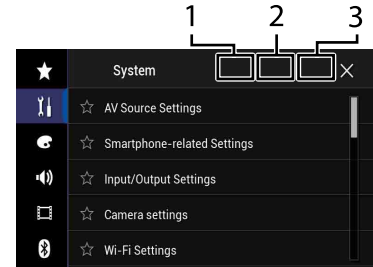 1 2 3
System
AV Source Settings
Smartphone-related Settings
Input/Output Settings
Camera settings
Wi-Fi Settings